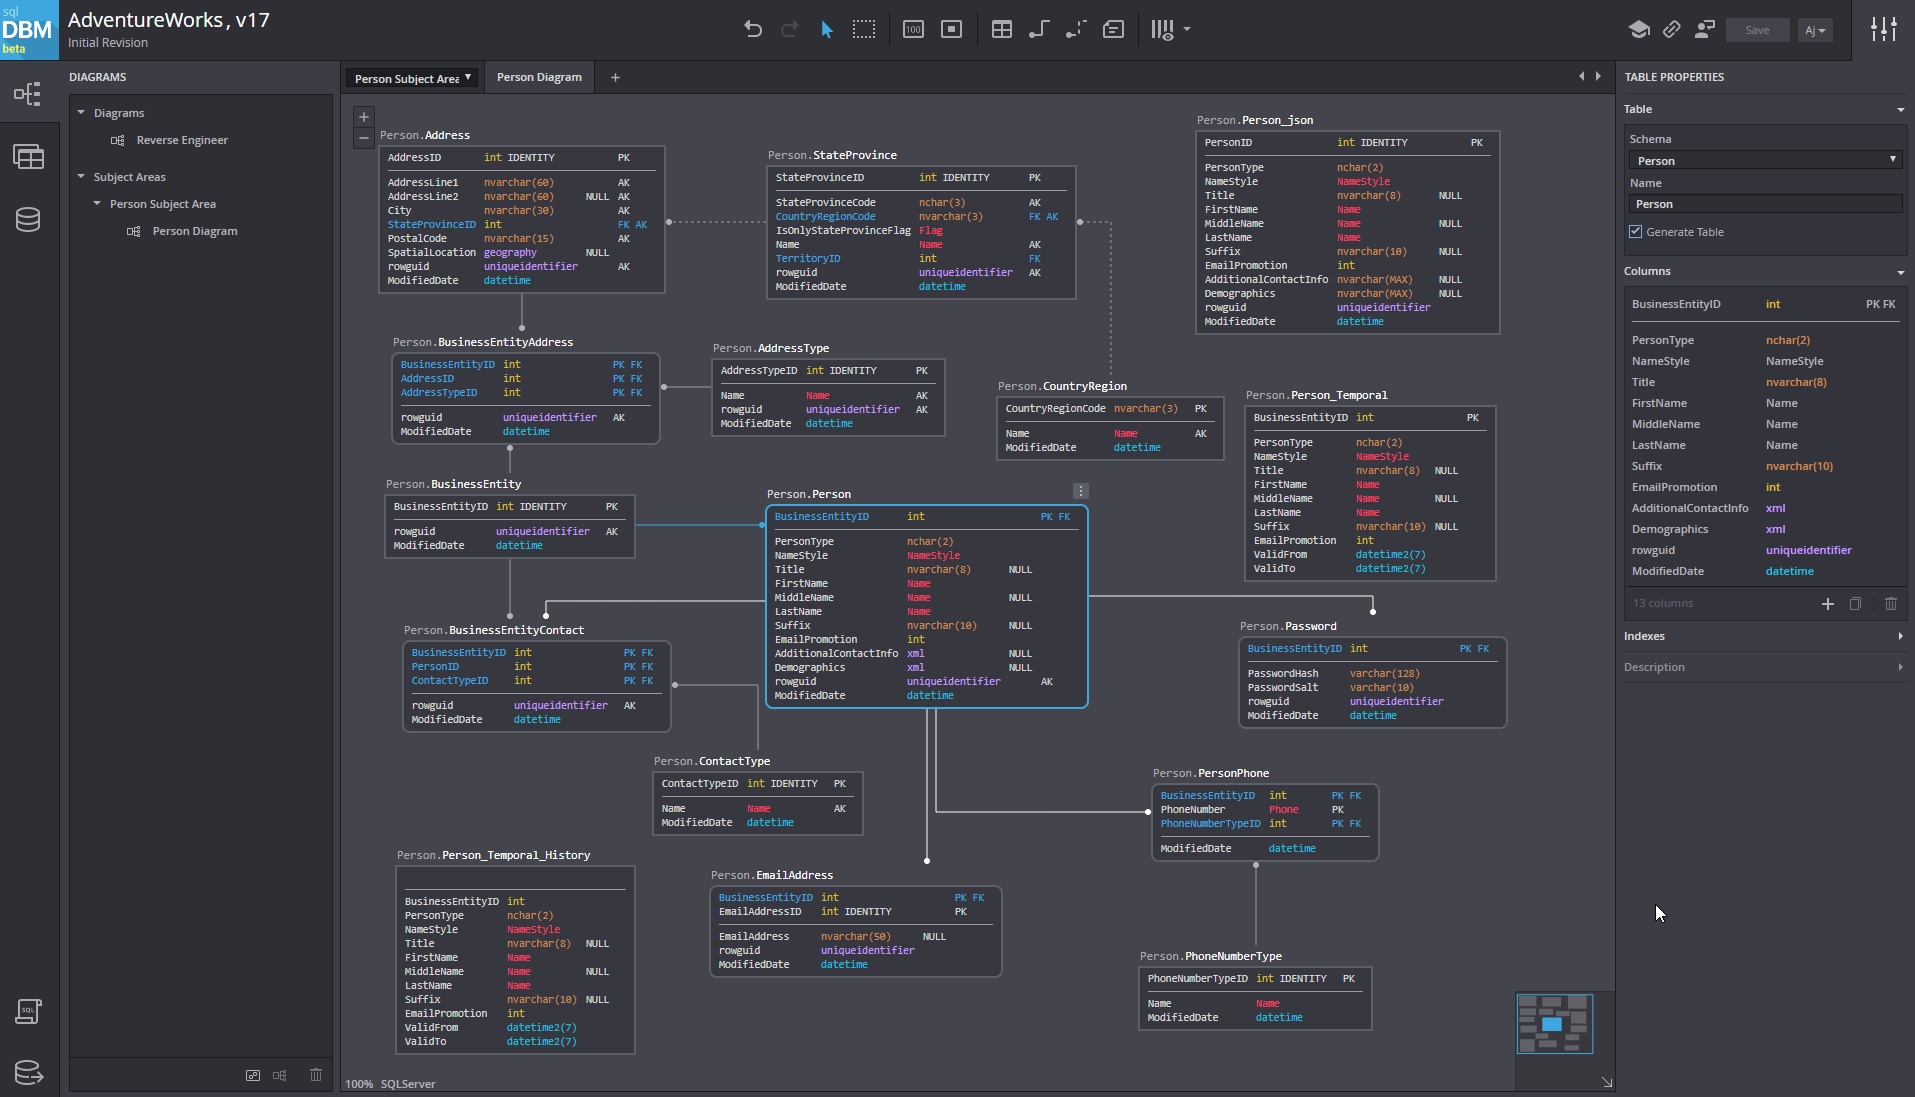 sql
DBM
beta
AdventureWorks, v17
Initial Revision
100
Save
Aj
DIAGRAMS
Diagrams
Reverse Engineer
Subject Areas
Person Subject Area
Person Diagram
Person Subject Area
Person Diagram
+
+
−
Person.Address
AddressID int IDENTITY PK
AddressLine1 nvarchar(60) AK
AddressLine2 nvarchar(60) NULL AK
City nvarchar(30) AK
StateProvinceID int FK AK
PostalCode nvarchar(15) AK
SpatialLocation geography NULL
rowguid uniqueidentifier AK
ModifiedDate datetime
Person.StateProvince
StateProvinceID int IDENTITY PK
StateProvinceCode nchar(3) AK
CountryRegionCode nvarchar(3) FK AK
IsOnlyStateProvinceFlag Flag
Name Name AK
TerritoryID int FK
rowguid uniqueidentifier AK
ModifiedDate datetime
Person.Person_json
PersonID int IDENTITY PK
PersonType nchar(2)
NameStyle NameStyle
Title nvarchar(8) NULL
FirstName Name
MiddleName Name NULL
LastName Name
Suffix nvarchar(10) NULL
EmailPromotion int
AdditionalContactInfo nvarchar(MAX) NULL
Demographics nvarchar(MAX) NULL
rowguid uniqueidentifier
ModifiedDate datetime
Person.BusinessEntityAddress
BusinessEntityID int PK FK
AddressID int PK FK
AddressTypeID int PK FK
rowguid uniqueidentifier AK
ModifiedDate datetime
Person.AddressType
AddressTypeID int IDENTITY PK
Name Name AK
rowguid uniqueidentifier AK
ModifiedDate datetime
Person.CountryRegion
CountryRegionCode nvarchar(3) PK
Name Name AK
ModifiedDate datetime
Person.Person_Temporal
BusinessEntityID int PK
PersonType nchar(2)
NameStyle NameStyle
Title nvarchar(8) NULL
FirstName Name
MiddleName Name NULL
LastName Name
Suffix nvarchar(10) NULL
EmailPromotion int
ValidFrom datetime2(7)
ValidTo datetime2(7)
Person.BusinessEntity
BusinessEntityID int IDENTITY PK
rowguid uniqueidentifier AK
ModifiedDate datetime
Person.Person
BusinessEntityID int PK FK
PersonType nchar(2)
NameStyle NameStyle
Title nvarchar(8) NULL
FirstName Name
MiddleName Name NULL
LastName Name
Suffix nvarchar(10) NULL
EmailPromotion int
AdditionalContactInfo xml NULL
Demographics xml NULL
rowguid uniqueidentifier AK
ModifiedDate datetime
Person.BusinessEntityContact
BusinessEntityID int PK FK
PersonID int PK FK
ContactTypeID int PK FK
rowguid uniqueidentifier AK
ModifiedDate datetime
Person.Password
BusinessEntityID int PK FK
PasswordHash varchar(128)
PasswordSalt varchar(10)
rowguid uniqueidentifier
ModifiedDate datetime
Person.ContactType
ContactTypeID int IDENTITY PK
Name Name AK
ModifiedDate datetime
Person.PersonPhone
BusinessEntityID int PK FK
PhoneNumber Phone PK
PhoneNumberTypeID int PK FK
ModifiedDate datetime
Person.Person_Temporal_History
BusinessEntityID int
PersonType nchar(2)
NameStyle NameStyle
Title nvarchar(8) NULL
FirstName Name
MiddleName Name NULL
LastName Name
Suffix nvarchar(10) NULL
EmailPromotion int
ValidFrom datetime2(7)
ValidTo datetime2(7)
Person.EmailAddress
BusinessEntityID int PK FK
EmailAddressID int IDENTITY PK
EmailAddress nvarchar(50) NULL
rowguid uniqueidentifier
ModifiedDate datetime
Person.PhoneNumberType
PhoneNumberTypeID int IDENTITY PK
Name Name
ModifiedDate datetime
100% SQLServer
SQL
TABLE PROPERTIES
Table
Schema
Person
Name
Person
Generate Table
Columns
BusinessEntityID int PK FK
PersonType nchar(2)
NameStyle NameStyle
Title nvarchar(8)
FirstName Name
MiddleName Name
LastName Name
Suffix nvarchar(10)
EmailPromotion int
AdditionalContactInfo xml
Demographics xml
rowguid uniqueidentifier
ModifiedDate datetime
13 columns
Indexes
Description